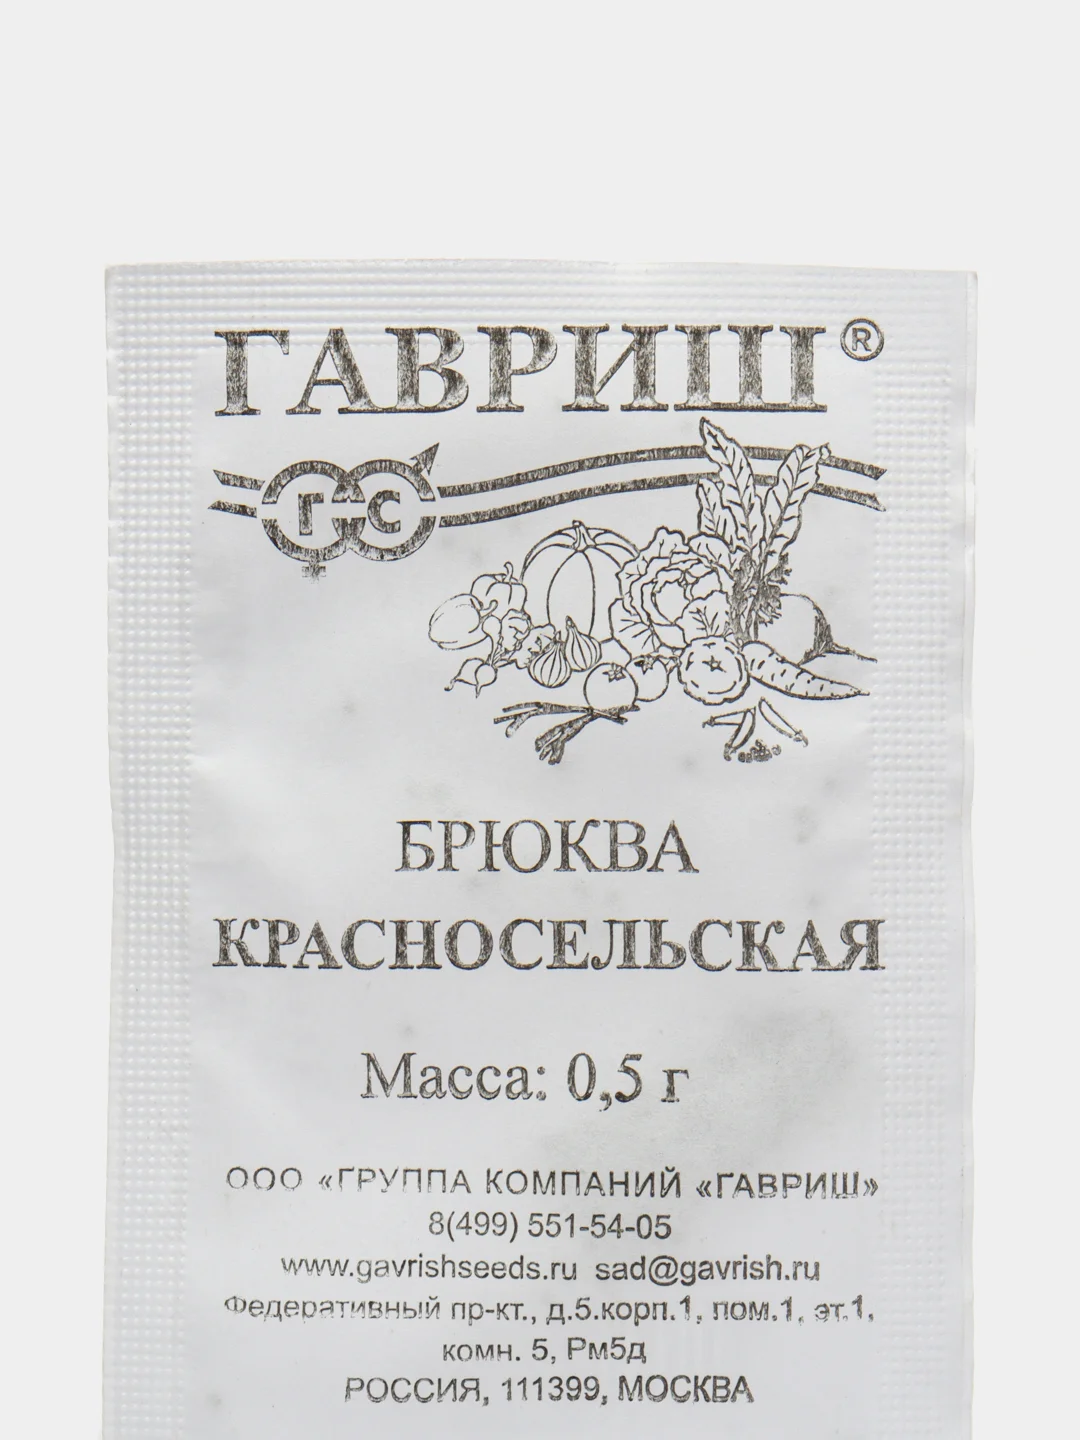 ГАВРИШ®
ГС
БРЮКВА
КРАСНОСЕЛЬСКАЯ
Масса: 0,5 г
ООО «ГРУППА КОМПАНИЙ «ГАВРИШ»
8(499) 551-54-05
www.gavrishseeds.ru sad@gavrish.ru
Федеративный пр-кт., д.5.корп.1, пом.1, эт.1,
комн. 5, Рм5д
РОССИЯ, 111399, МОСКВА